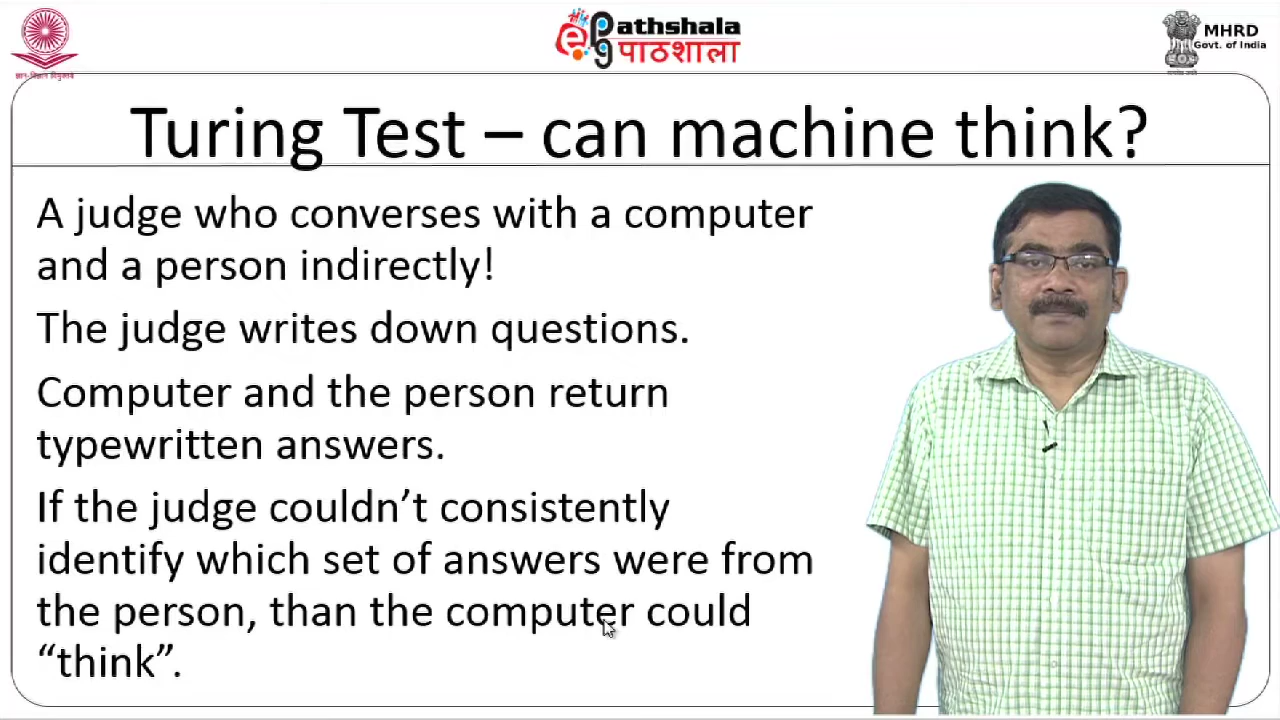 ePathshala
पाठशाला
MHRD
Govt. of India
Turing Test – can machine think?
A judge who converses with a computer
and a person indirectly!
The judge writes down questions.
Computer and the person return
typewritten answers.
If the judge couldn’t consistently
identify which set of answers were from
the person, than the computer could
“think”.